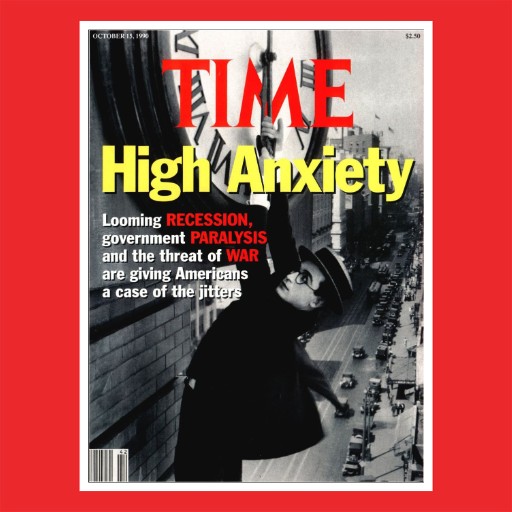 OCTOBER 15, 1990
$2.50
TIME
High Anxiety
Looming RECESSION,
government PARALYSIS
and the threat of WAR
are giving Americans
a case of the jitters